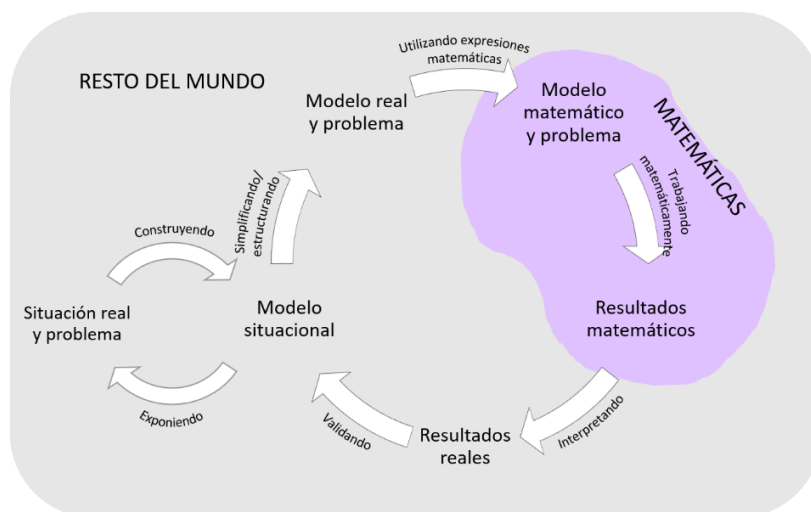 RESTO DEL MUNDO
Utilizando expresiones
matemáticas
Modelo real
y problema
Modelo
matemático
y problema
MATEMÁTICAS
Trabajando
matemáticamente
Simplificando/
estructurando
Construyendo
Situación real
y problema
Modelo
situacional
Resultados
matemáticos
Exponiendo
Validando
Resultados
reales
Interpretando